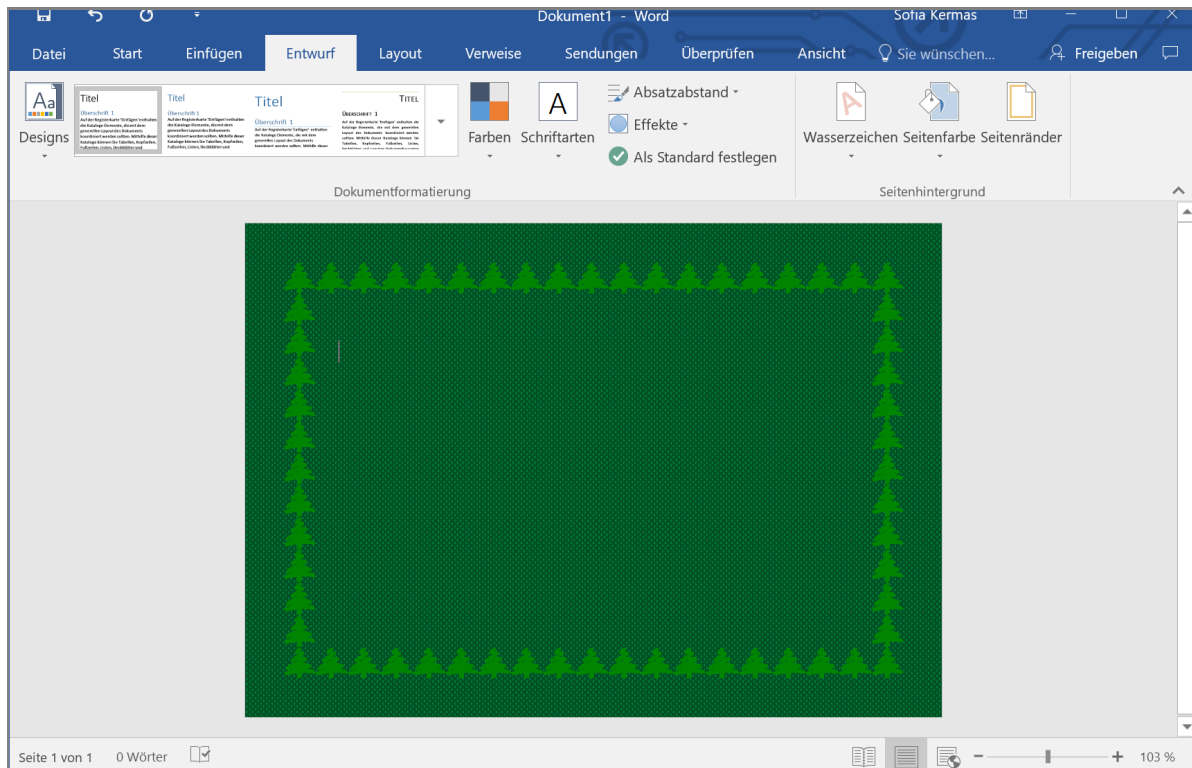 Dokument1 - Word
Sofia Kermas
Datei Start Einfügen Entwurf Layout Verweise Sendungen Überprüfen Ansicht Sie wünschen... Freigeben
Aa
Designs
Titel
Überschrift 1
Titel
Überschrift 1
Titel
Überschrift 1
TITEL
ÜBERSCHRIFT 1
Farben
A
Schriftarten
Absatzabstand
Effekte
Als Standard festlegen
Wasserzeichen Seitenfarbe Seitenränder
Dokumentformatierung
Seitenhintergrund
Seite 1 von 1 0 Wörter
103 %